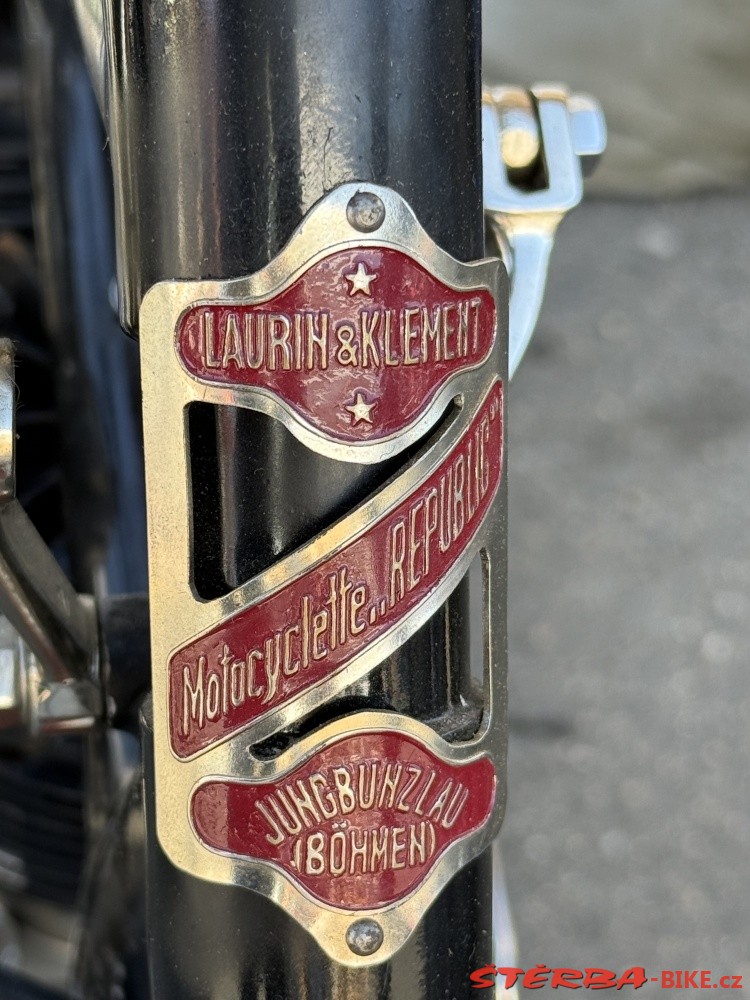 LAURIN & KLEMENT
Motocyclette „REPUBLIC"
JUNGBUNZLAU
(BÖHMEN)
ŠTĚRBA-BIKE.cz